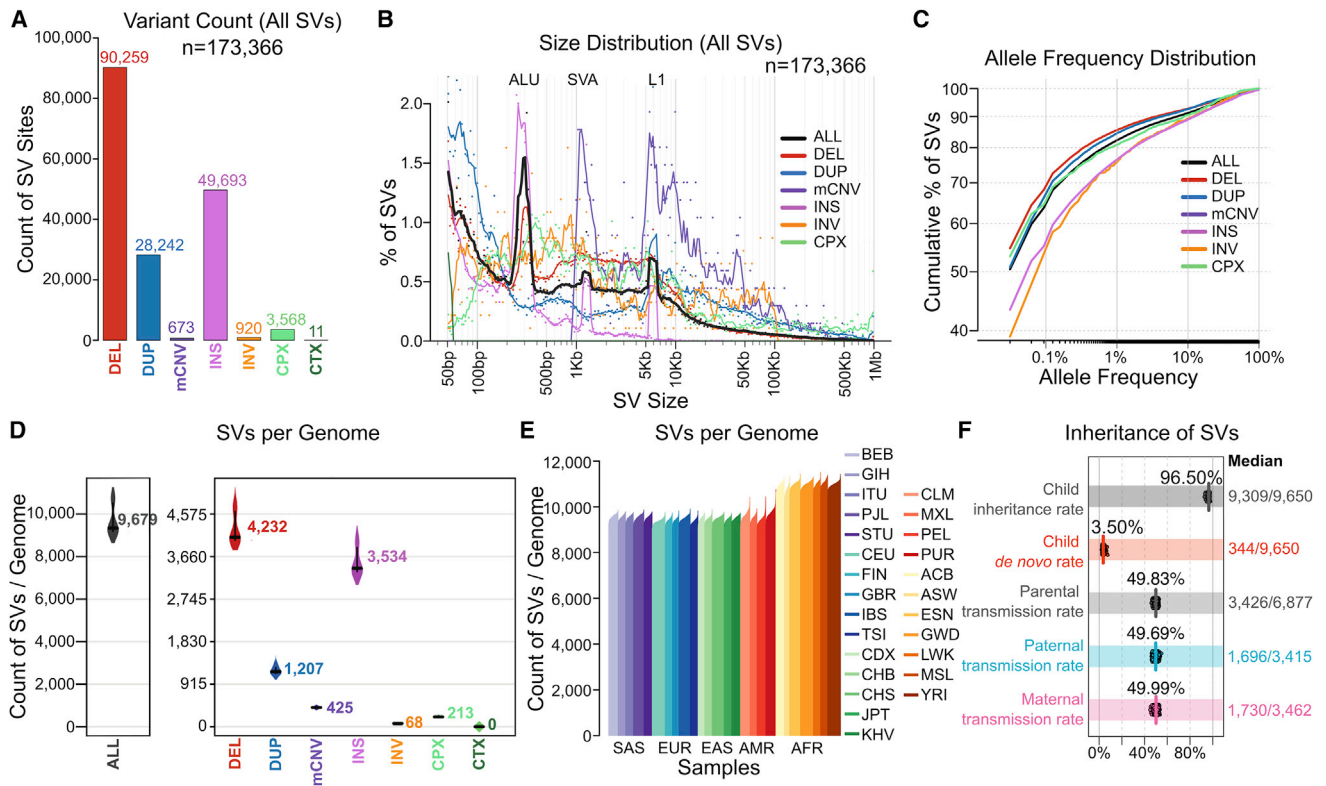 A
Variant Count (All SVs)
n=173,366
Count of SV Sites
100,000
80,000
60,000
40,000
20,000
0
90,259
28,242
673
49,693
920
3,568
11
DEL
DUP
mCNV
INS
INV
CPX
CTX
B
Size Distribution (All SVs)
n=173,366
ALU
SVA
L1
% of SVs
2.0
1.5
1.0
0.5
0.0
ALL
DEL
DUP
mCNV
INS
INV
CPX
50bp
100bp
500bp
1Kb
5Kb
10Kb
50Kb
100Kb
500Kb
1Mb
SV Size
C
Allele Frequency Distribution
Cumulative % of SVs
100
90
80
70
60
50
40
ALL
DEL
DUP
mCNV
INS
INV
CPX
0.1%
1%
10%
100%
Allele Frequency
D
SVs per Genome
Count of SVs / Genome
10,000
8,000
6,000
4,000
2,000
0
9,679
ALL
4,575
3,660
2,745
1,830
915
0
4,232
1,207
425
3,534
68
213
0
DEL
DUP
mCNV
INS
INV
CPX
CTX
E
SVs per Genome
Count of SVs / Genome
12,000
10,000
8,000
6,000
4,000
2,000
0
SAS
EUR
EAS
AMR
AFR
Samples
BEB
GIH
ITU
PJL
STU
CEU
FIN
GBR
IBS
TSI
CDX
CHB
CHS
JPT
KHV
CLM
MXL
PEL
PUR
ACB
ASW
ESN
GWD
LWK
MSL
YRI
F
Inheritance of SVs
Median
Child
inheritance rate
96.50%
9,309/9,650
Child
de novo rate
3.50%
344/9,650
Parental
transmission rate
49.83%
3,426/6,877
Paternal
transmission rate
49.69%
1,696/3,415
Maternal
transmission rate
49.99%
1,730/3,462
0%
40%
80%